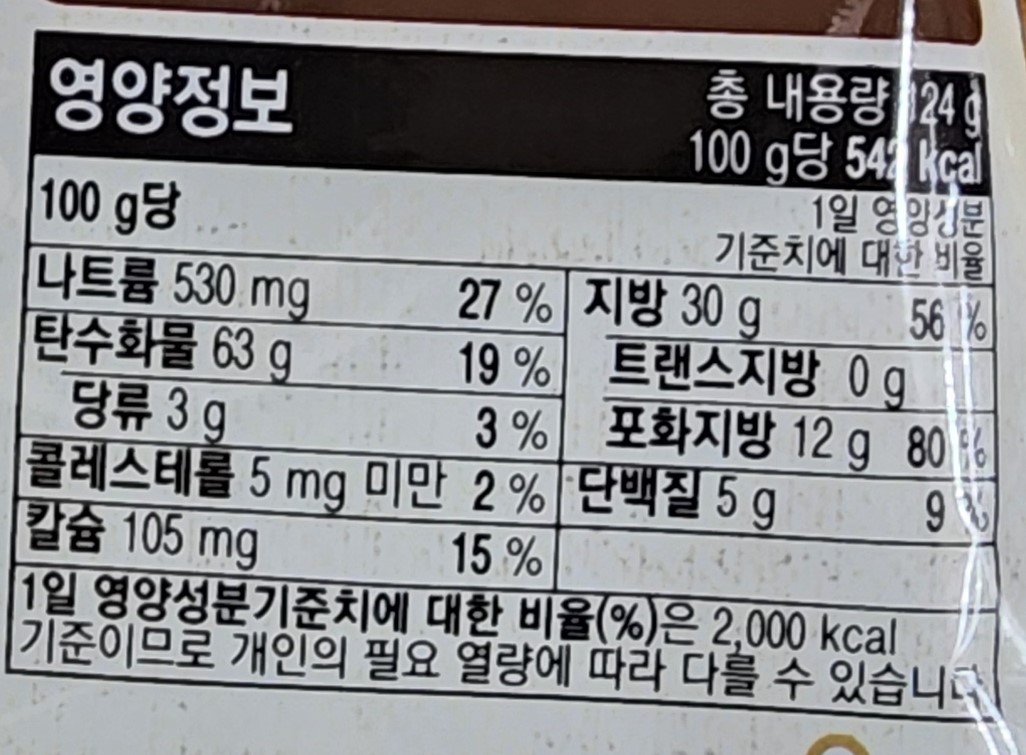 영양정보
총 내용량 124 g
100 g당 542 kcal
100 g당
1일 영양성분
기준치에 대한 비율
나트륨 530 mg 27 % 지방 30 g 56 %
탄수화물 63 g 19 % 트랜스지방 0 g
당류 3 g 3 % 포화지방 12 g 80 %
콜레스테롤 5 mg 미만 2 % 단백질 5 g 9 %
칼슘 105 mg 15 %
1일 영양성분기준치에 대한 비율(%)은 2,000 kcal
기준이므로 개인의 필요 열량에 따라 다를 수 있습니다